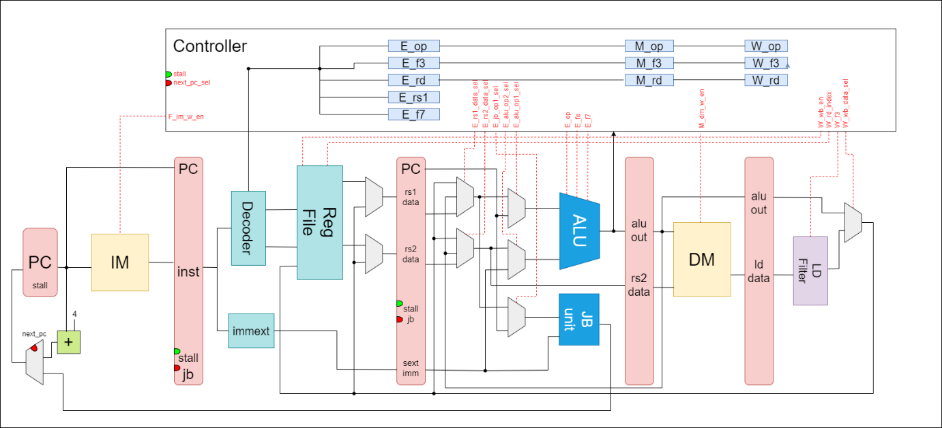 Controller
E_op
M_op
W_op
E_f3
M_f3
W_f3
E_rd
M_rd
W_rd
E_rs1
E_f7
stall
next_pc_sel
F_im_w_en
E_rs1_data_sel
E_rs2_data_sel
E_jb_op1_sel
E_alu_op2_sel
E_alu_op1_sel
E_op
E_f7
M_dm_w_en
W_wb_en
W_rd_index
W_f3
W_wb_data_sel
PC
stall
IM
PC
inst
stall
jb
Decoder
Reg
File
immext
PC
rs1
data
rs2
data
stall
jb
sext
imm
ALU
JB
unit
alu
out
rs2
data
DM
alu
out
ld
data
LD
Filter
4
+
next_pc